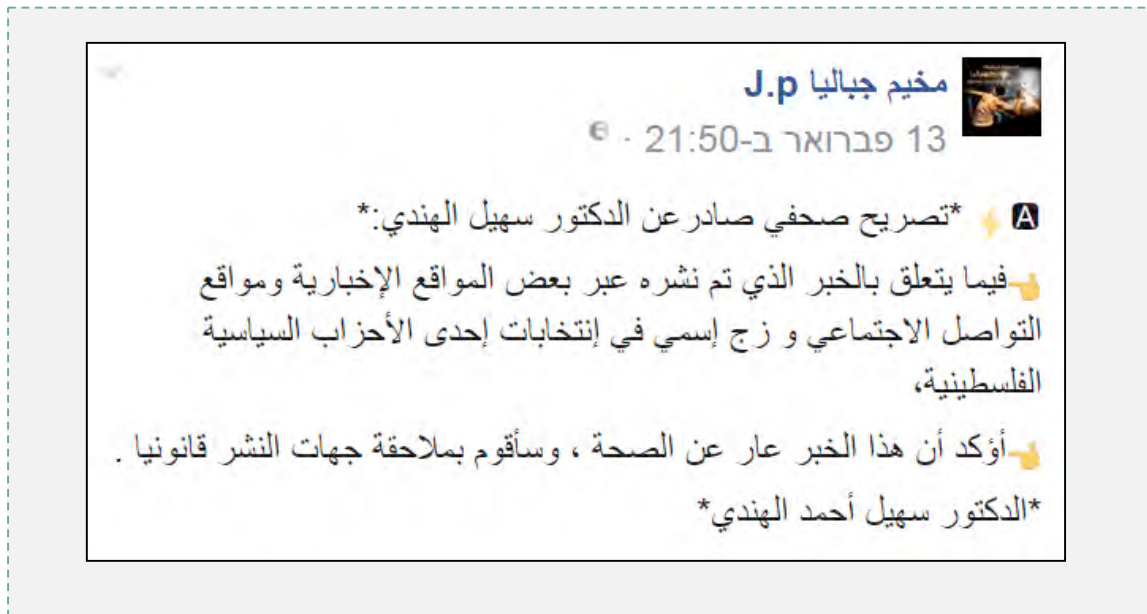 مخيم جباليا J.p
13 פברואר ב-21:50 ·
🅰⚡ *تصريح صحفي صادر عن الدكتور سهيل الهندي:*
👈فيما يتعلق بالخبر الذي تم نشره عبر بعض المواقع الإخبارية ومواقع
التواصل الاجتماعي و زج إسمي في إنتخابات إحدى الأحزاب السياسية
الفلسطينية،
👈أؤكد أن هذا الخبر عار عن الصحة ، وسأقوم بملاحقة جهات النشر قانونيا .
*الدكتور سهيل أحمد الهندي*